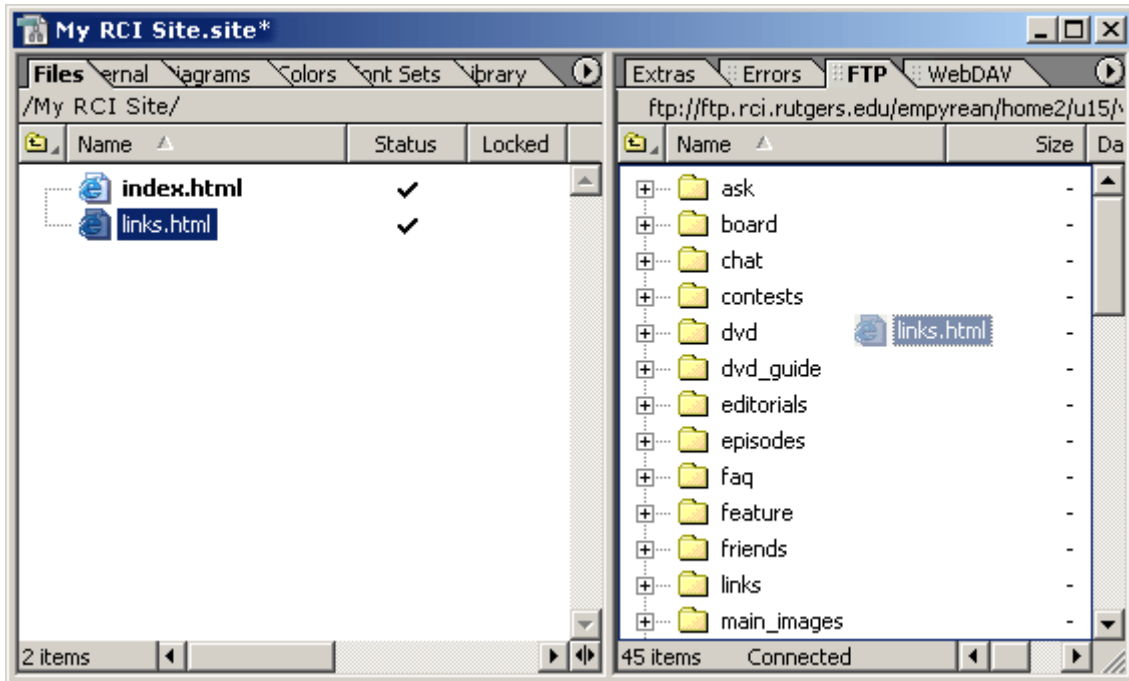 My RCI Site.site*
Files ernal iagrams Colors ont Sets ibrary
/My RCI Site/
Name Status Locked
index.html
links.html
2 items
Extras Errors FTP WebDAV
ftp://ftp.rci.rutgers.edu/empyrean/home2/u15/
Name Size Da
ask -
board -
chat -
contests -
dvd -
links.html
dvd_guide -
editorials -
episodes -
faq -
feature -
friends -
links -
main_images -
45 items Connected